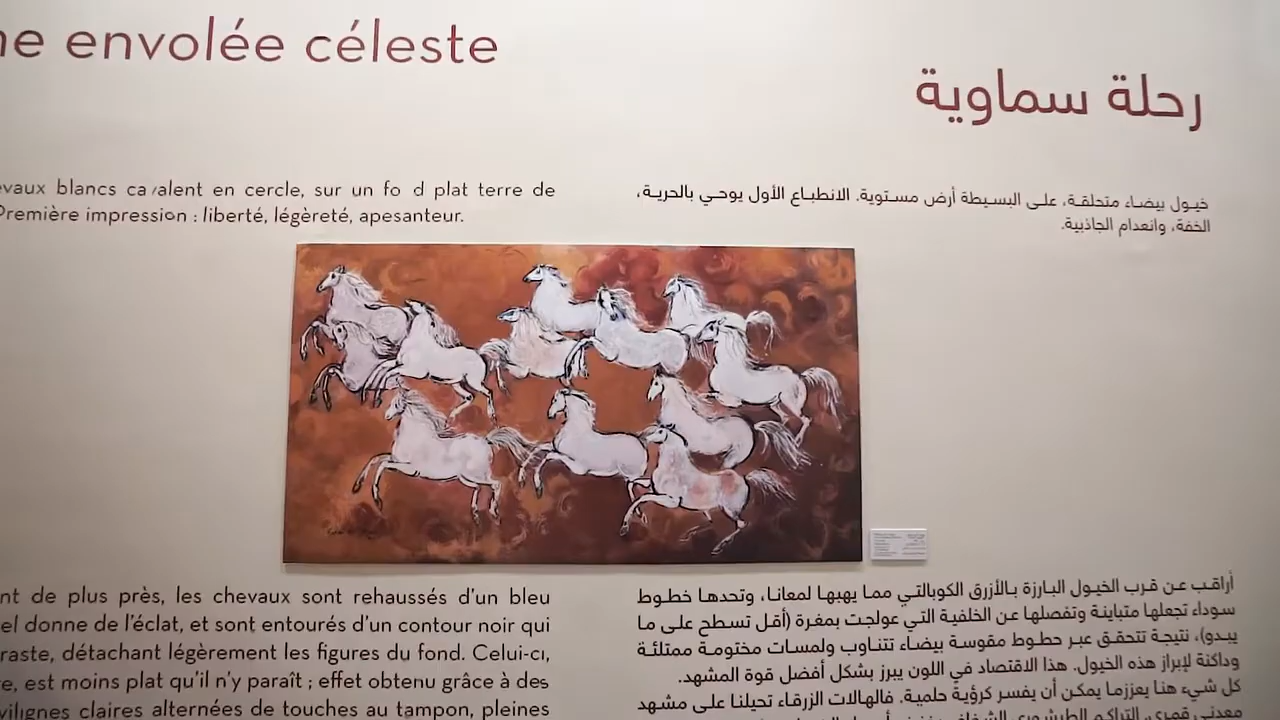 ne envolée céleste
رحلة سماوية
evaux blancs cavalent en cercle, sur un fo d plat terre de
Première impression : liberté, légèreté, apesanteur.
خيول بيضاء متحلقة، على البسيطة أرض مستوية. الانطباع الأول يوحي بالحرية،
الخفة، وانعدام الجاذبية.
nt de plus près, les chevaux sont rehaussés d'un bleu
el donne de l'éclat, et sont entourés d'un contour noir qui
raste, détachant légèrement les figures du fond. Celui-ci,
e, est moins plat qu'il n'y paraît ; effet obtenu grâce à des
vilignes claires alternées de touches au tampon, pleines
أراقب عن قرب الخيول البارزة بالأزرق الكوبالتي مما يهبها لمعانا، وتحدها خطوط
سوداء تجعلها متباينة وتفصلها عن الخلفية التي عولجت بمغرة (أقل تسطح على ما
يبدو)، نتيجة تتحقق عبر خطوط مقوسة بيضاء تتناوب ولمسات مختومة ممتلئة
وداكنة لإبراز هذه الخيول. هذا الاقتصاد في اللون يبرز بشكل أفضل قوة المشهد.
كل شيء هنا يعززما يمكن أن يفسر كرؤية حلمية. فالهالات الزرقاء تحيلنا على مشهد
معدني قمري، التراكم الطبشوري الشفاف